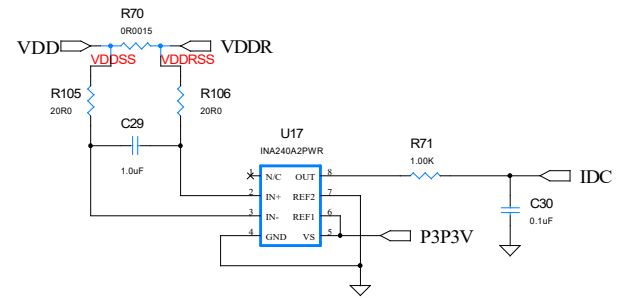 R70
0R0015
VDD
VDDR
VDDSS
VDDRSS
R105
20R0
R106
20R0
C29
1.0uF
U17
INA240A2PWR
N/C OUT 8
2 IN+ REF2 7
3 IN- REF1 6
4 GND VS 5
R71
1.00K
IDC
C30
0.1uF
P3P3V